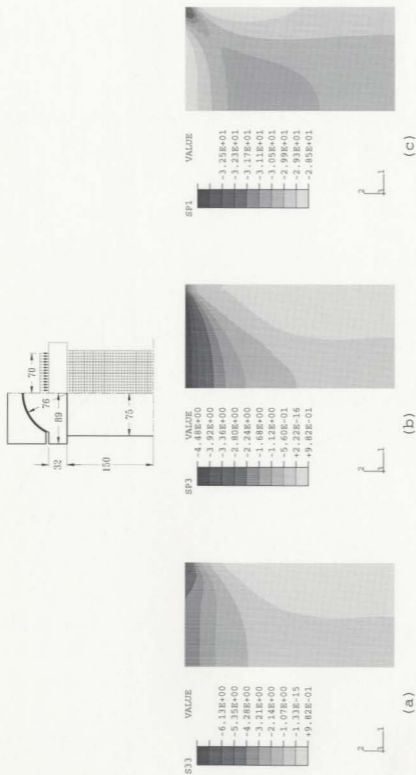 70
76
89
32
75
150
S33
VALUE
-6.13E+00
-5.35E+00
-4.28E+00
-3.21E+00
-2.14E+00
-1.07E+00
-1.33E-15
+9.82E-01
2
3
1
(a)
SP3
VALUE
-4.48E+00
-3.92E+00
-3.36E+00
-2.80E+00
-2.24E+00
-1.68E+00
-1.12E+00
-5.60E-01
+2.22E-16
+9.82E-01
2
3
1
(b)
SP1
VALUE
-3.25E+01
-3.23E+01
-3.17E+01
-3.11E+01
-3.05E+01
-2.99E+01
-2.93E+01
-2.85E+01
2
3
1
(c)